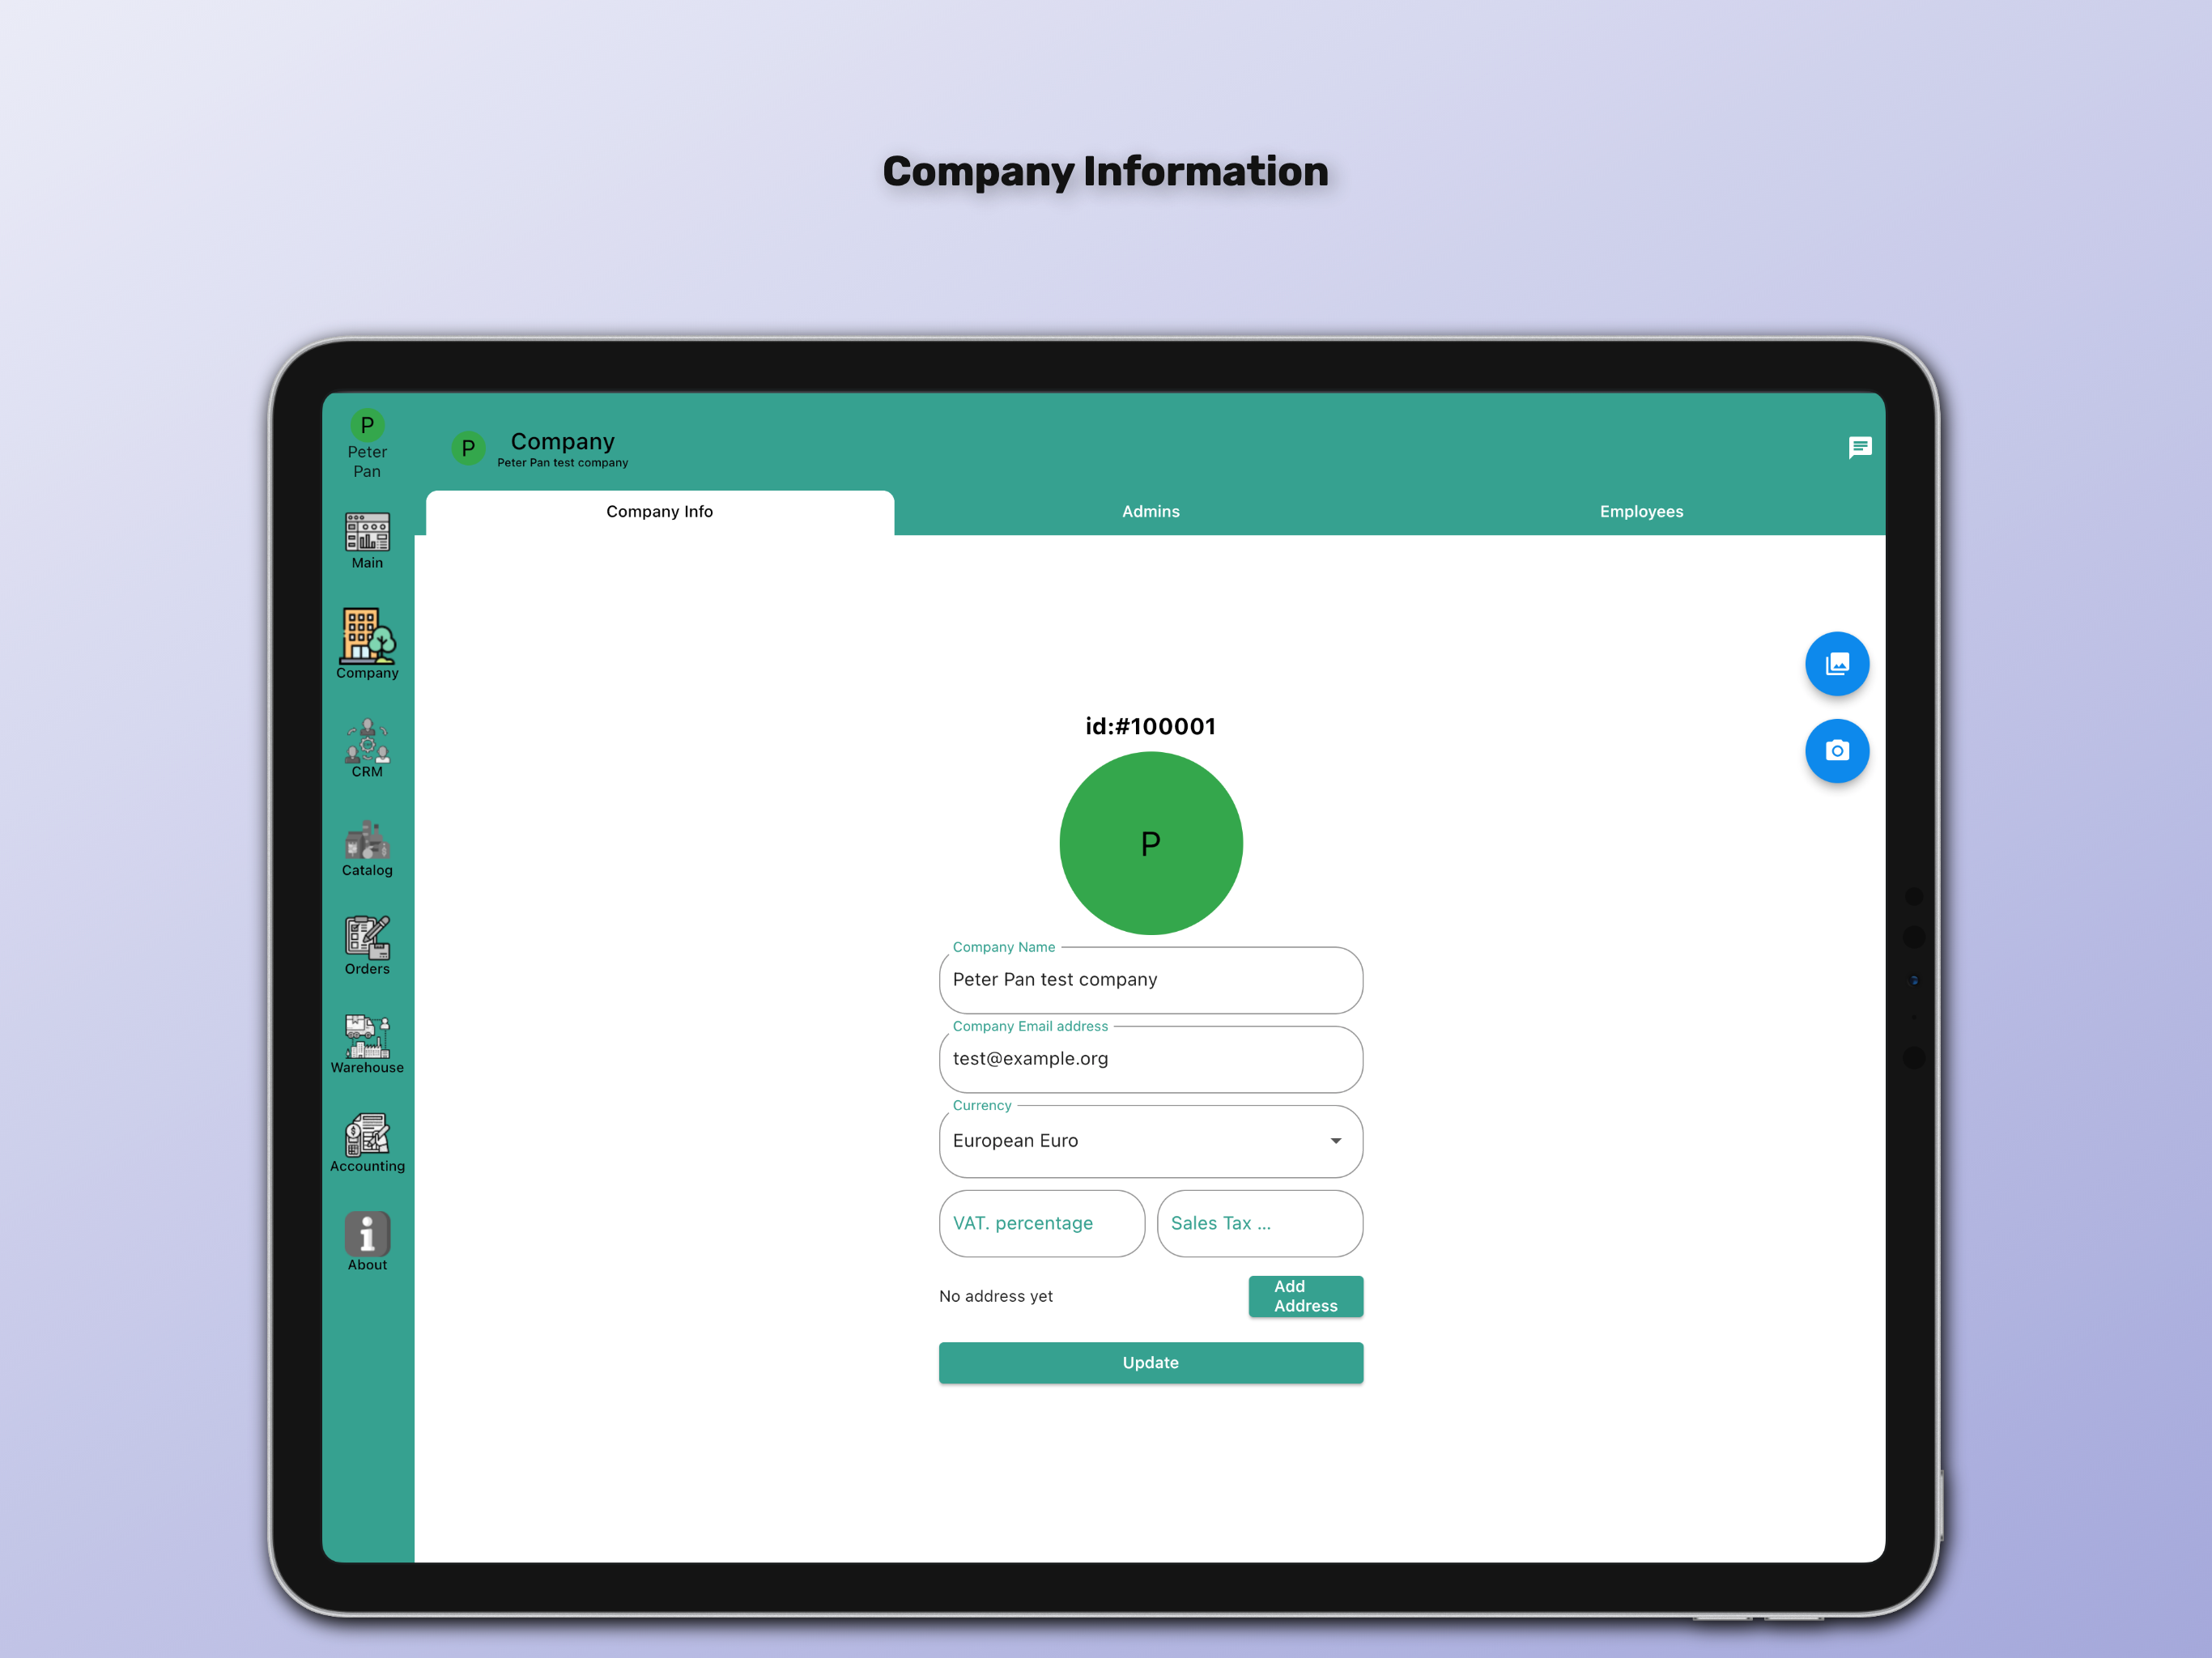 Company Information
P
Peter
Pan
P
Company
Peter Pan test company
Company Info
Admins
Employees
Main
Company
CRM
Catalog
Orders
Warehouse
Accounting
About
id:#100001
P
Company Name
Peter Pan test company
Company Email address
test@example.org
Currency
European Euro
VAT. percentage
Sales Tax ...
No address yet
Add
Address
Update